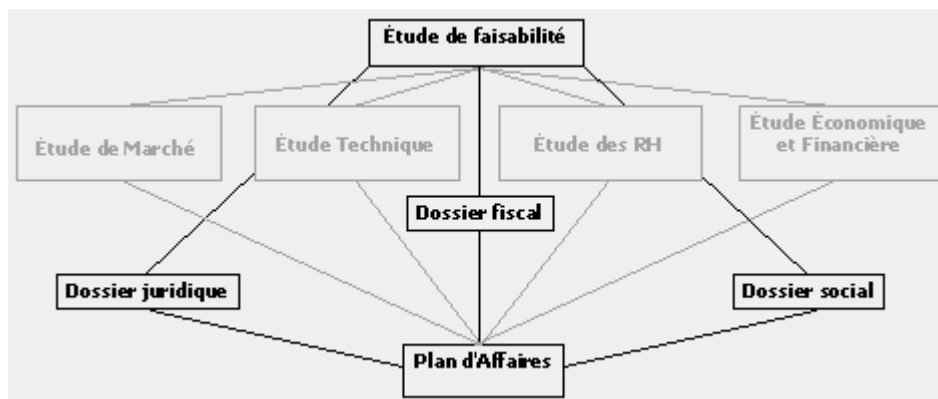 Étude de faisabilité
Étude de Marché
Étude Technique
Étude des RH
Étude Économique
et Financière
Dossier fiscal
Dossier juridique
Dossier social
Plan d'Affaires